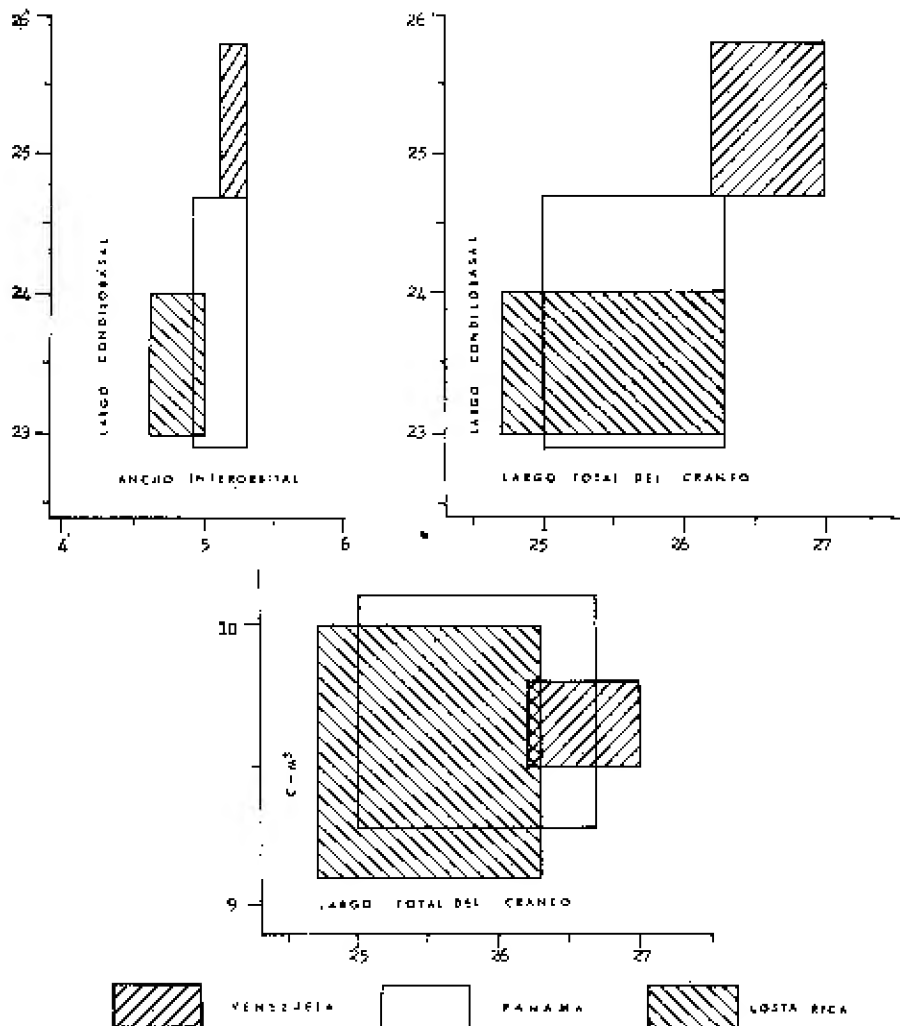 26
25
24
23
LARGO CONDILOBASAL
ANCHO INTERORBITAL
4
5
6
26
25
24
23
LARGO CONDILOBASAL
LARGO TOTAL DEL CRANEO
25
26
27
10
9
C-M³
LARGO TOTAL DEL CRANEO
25
26
27
VENEZUELA
PANAMA
COSTA RICA